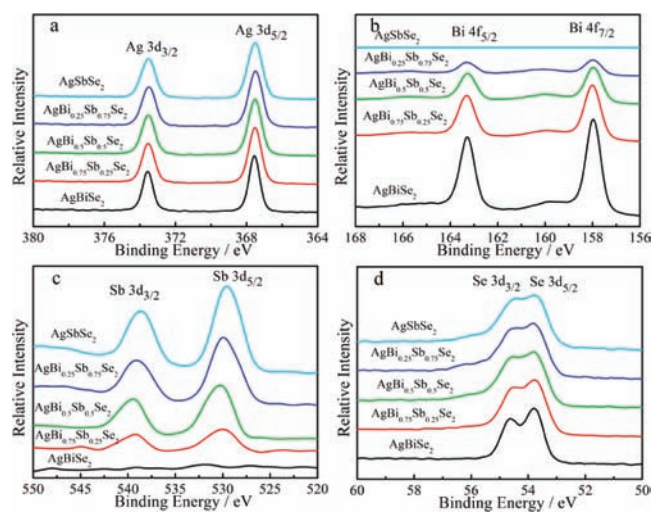 a
Ag 3d3/2
Ag 3d5/2
AgSbSe2
AgBi0.25Sb0.75Se2
AgBi0.5Sb0.5Se2
AgBi0.75Sb0.25Se2
AgBiSe2
Relative Intensity
380 376 372 368 364
Binding Energy / eV
b
Bi 4f5/2
Bi 4f7/2
AgSbSe2
AgBi0.25Sb0.75Se2
AgBi0.5Sb0.5Se2
AgBi0.75Sb0.25Se2
AgBiSe2
Relative Intensity
168 166 164 162 160 158 156
Binding Energy / eV
c
Sb 3d3/2
Sb 3d5/2
AgSbSe2
AgBi0.25Sb0.75Se2
AgBi0.5Sb0.5Se2
AgBi0.75Sb0.25Se2
AgBiSe2
Relative Intensity
550 540 530 520
Binding Energy / eV
d
Se 3d3/2 Se 3d5/2
AgSbSe2
AgBi0.25Sb0.75Se2
AgBi0.5Sb0.5Se2
AgBi0.75Sb0.25Se2
AgBiSe2
Relative Intensity
60 58 56 54 52 50
Binding Energy / eV